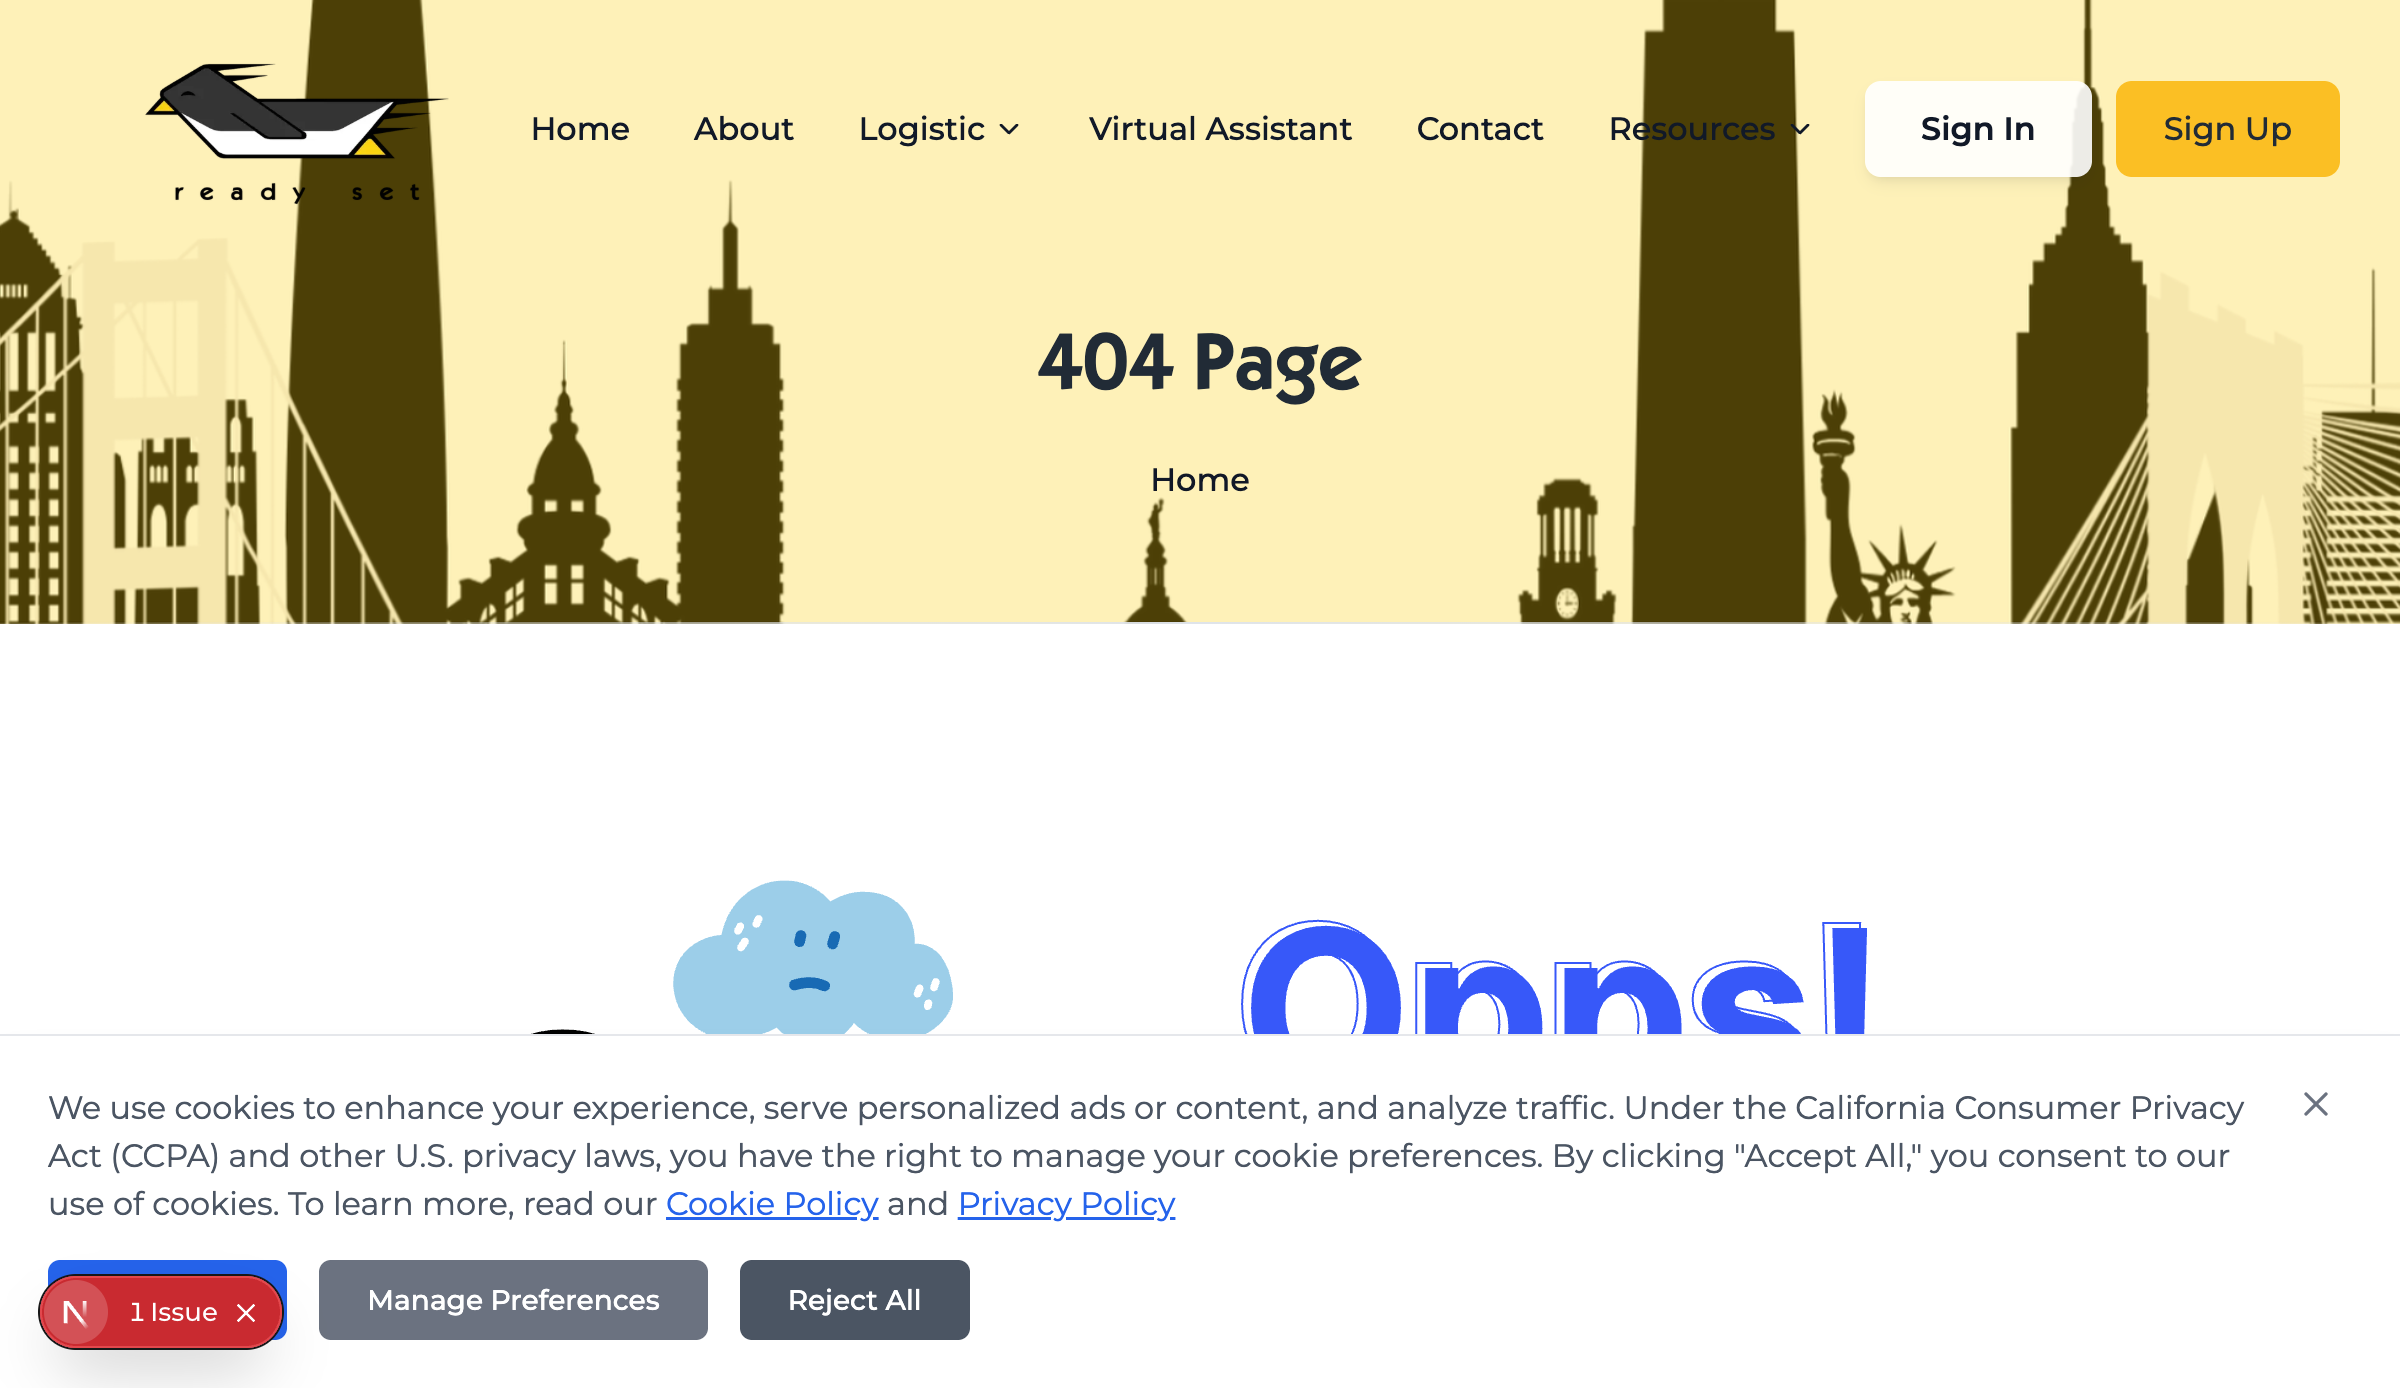 ready set
Home
About
Logistic
Virtual Assistant
Contact
Resources
Sign In
Sign Up
404 Page
Home
Opps!
We use cookies to enhance your experience, serve personalized ads or content, and analyze traffic. Under the California Consumer Privacy
Act (CCPA) and other U.S. privacy laws, you have the right to manage your cookie preferences. By clicking "Accept All," you consent to our
use of cookies. To learn more, read our Cookie Policy and Privacy Policy
N
1 Issue
Manage Preferences
Reject All